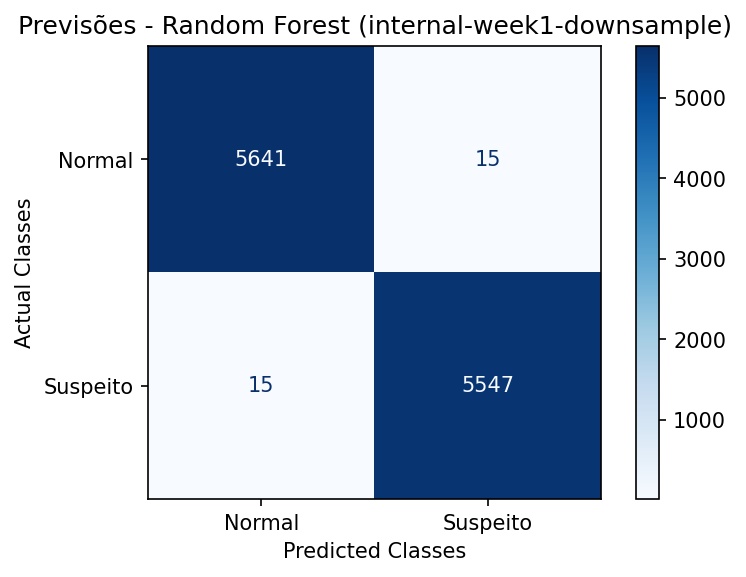 Previsões - Random Forest (internal-week1-downsample)
Actual Classes
Normal
Suspeito
5641
15
15
5547
Normal
Suspeito
Predicted Classes
5000
4000
3000
2000
1000